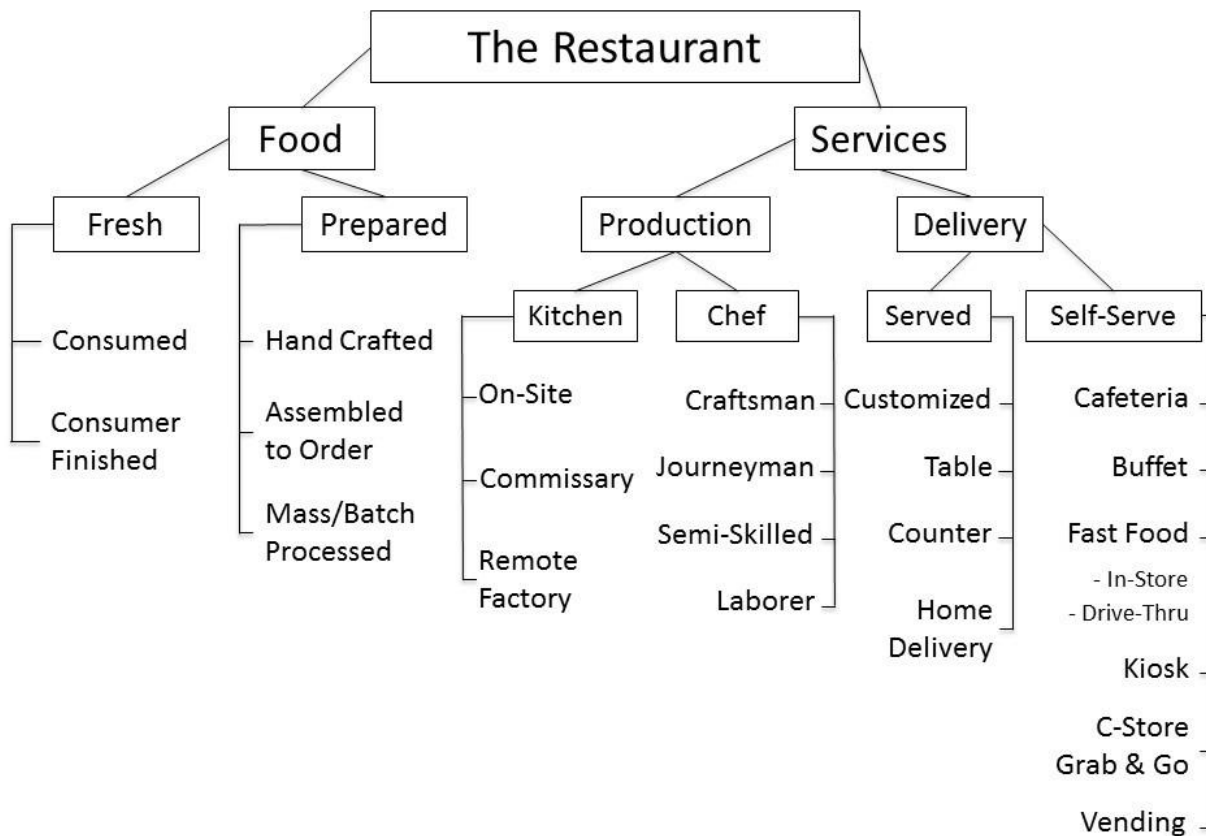 The Restaurant
Food
Services
Fresh
Prepared
Production
Delivery
Kitchen
Chef
Served
Self-Serve
Consumed
Consumer
Finished
Hand Crafted
Assembled
to Order
Mass/Batch
Processed
On-Site
Commissary
Remote
Factory
Craftsman
Journeyman
Semi-Skilled
Laborer
Customized
Table
Counter
Home
Delivery
Cafeteria
Buffet
Fast Food
- In-Store
- Drive-Thru
Kiosk
C-Store
Grab & Go
Vending